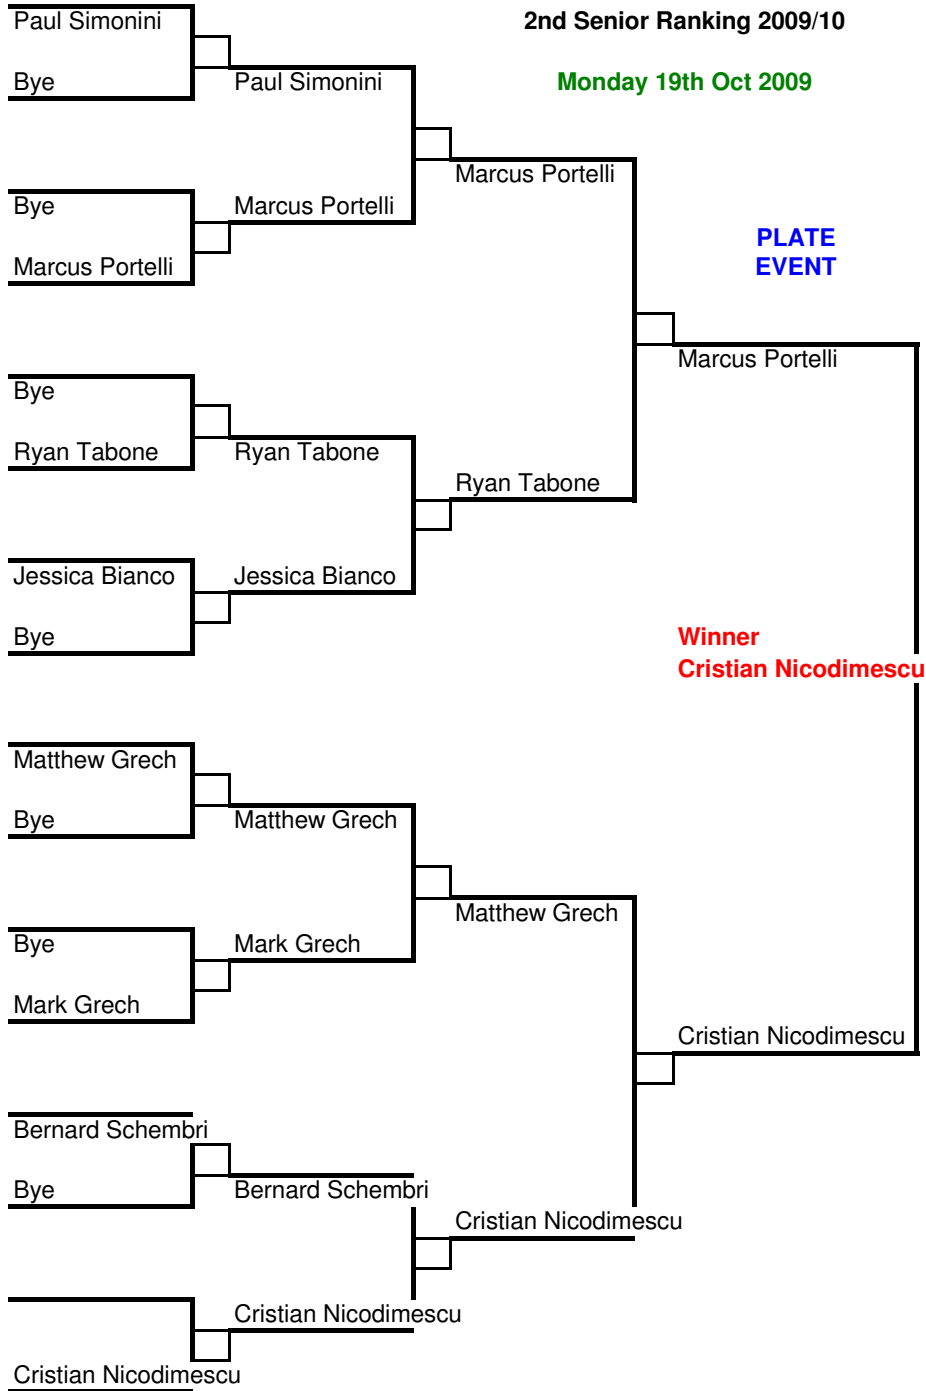 Paul Simonini
2nd Senior Ranking 2009/10
Bye
Paul Simonini
Monday 19th Oct 2009
Marcus Portelli
Bye
Marcus Portelli
PLATE
EVENT
Marcus Portelli
Marcus Portelli
Bye
Ryan Tabone
Ryan Tabone
Ryan Tabone
Jessica Bianco
Jessica Bianco
Bye
Winner
Cristian Nicodimescu
Matthew Grech
Bye
Matthew Grech
Matthew Grech
Bye
Mark Grech
Mark Grech
Cristian Nicodimescu
Bernard Schembri
Bye
Bernard Schembri
Cristian Nicodimescu
Cristian Nicodimescu
Cristian Nicodimescu